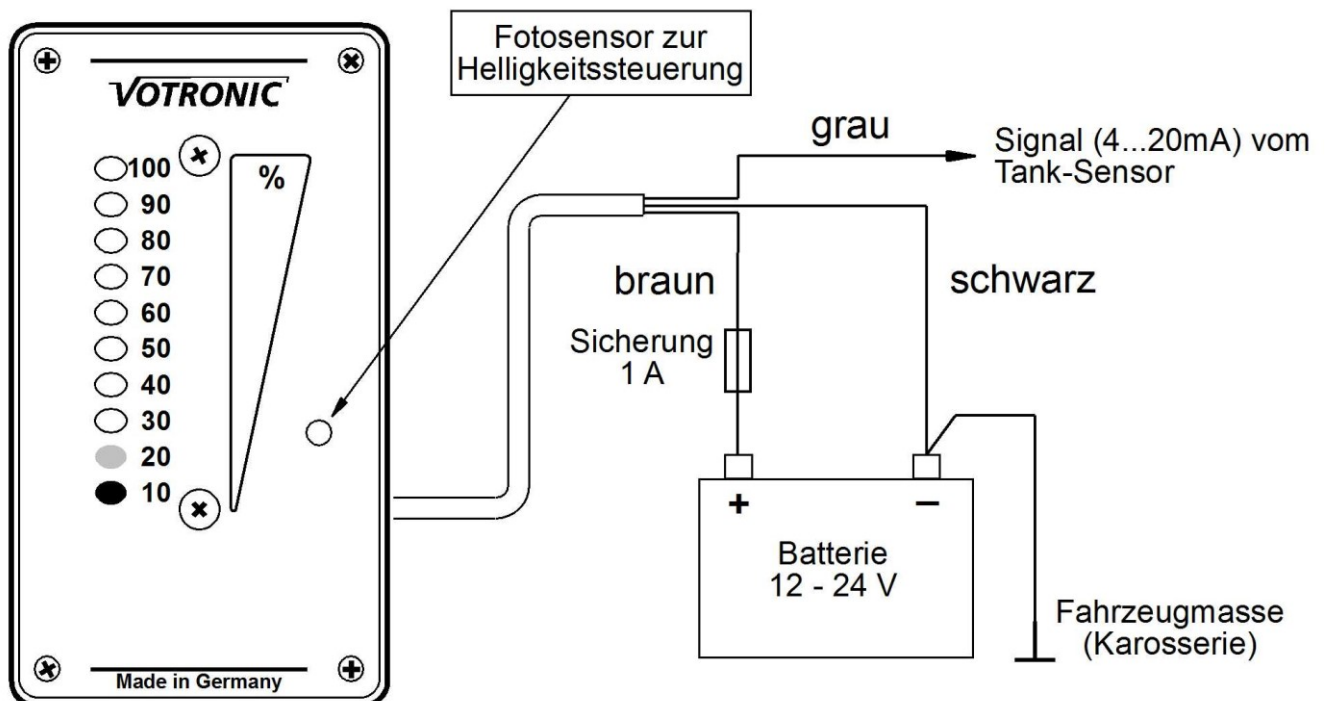 VOTRONIC
100
90
80
70
60
50
40
30
20
10
%
Made in Germany
Fotosensor zur
Helligkeitssteuerung
grau
Signal (4...20mA) vom
Tank-Sensor
braun
schwarz
Sicherung
1 A
+
−
Batterie
12 - 24 V
Fahrzeugmasse
(Karosserie)